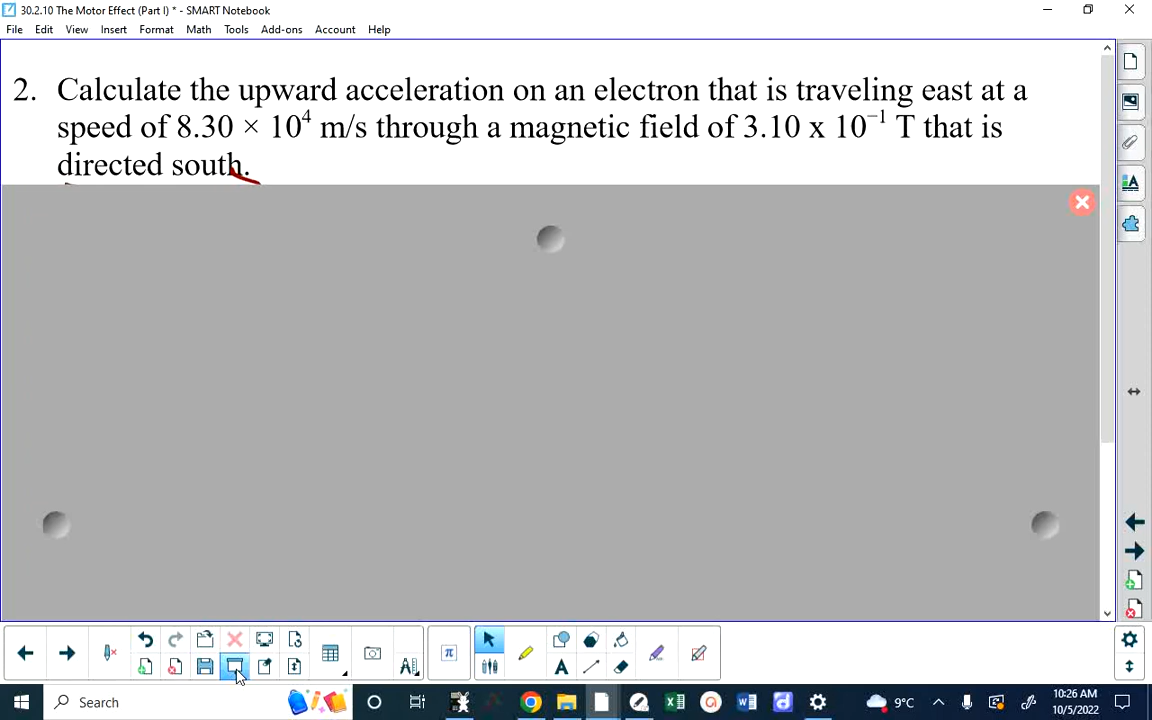 30.2.10 The Motor Effect (Part I) * - SMART Notebook
File Edit View Insert Format Math Tools Add-ons Account Help
2. Calculate the upward acceleration on an electron that is traveling east at a
speed of 8.30 × 10⁴ m/s through a magnetic field of 3.10 x 10⁻¹ T that is
directed south.
Search
9°C
10:26 AM
10/5/2022